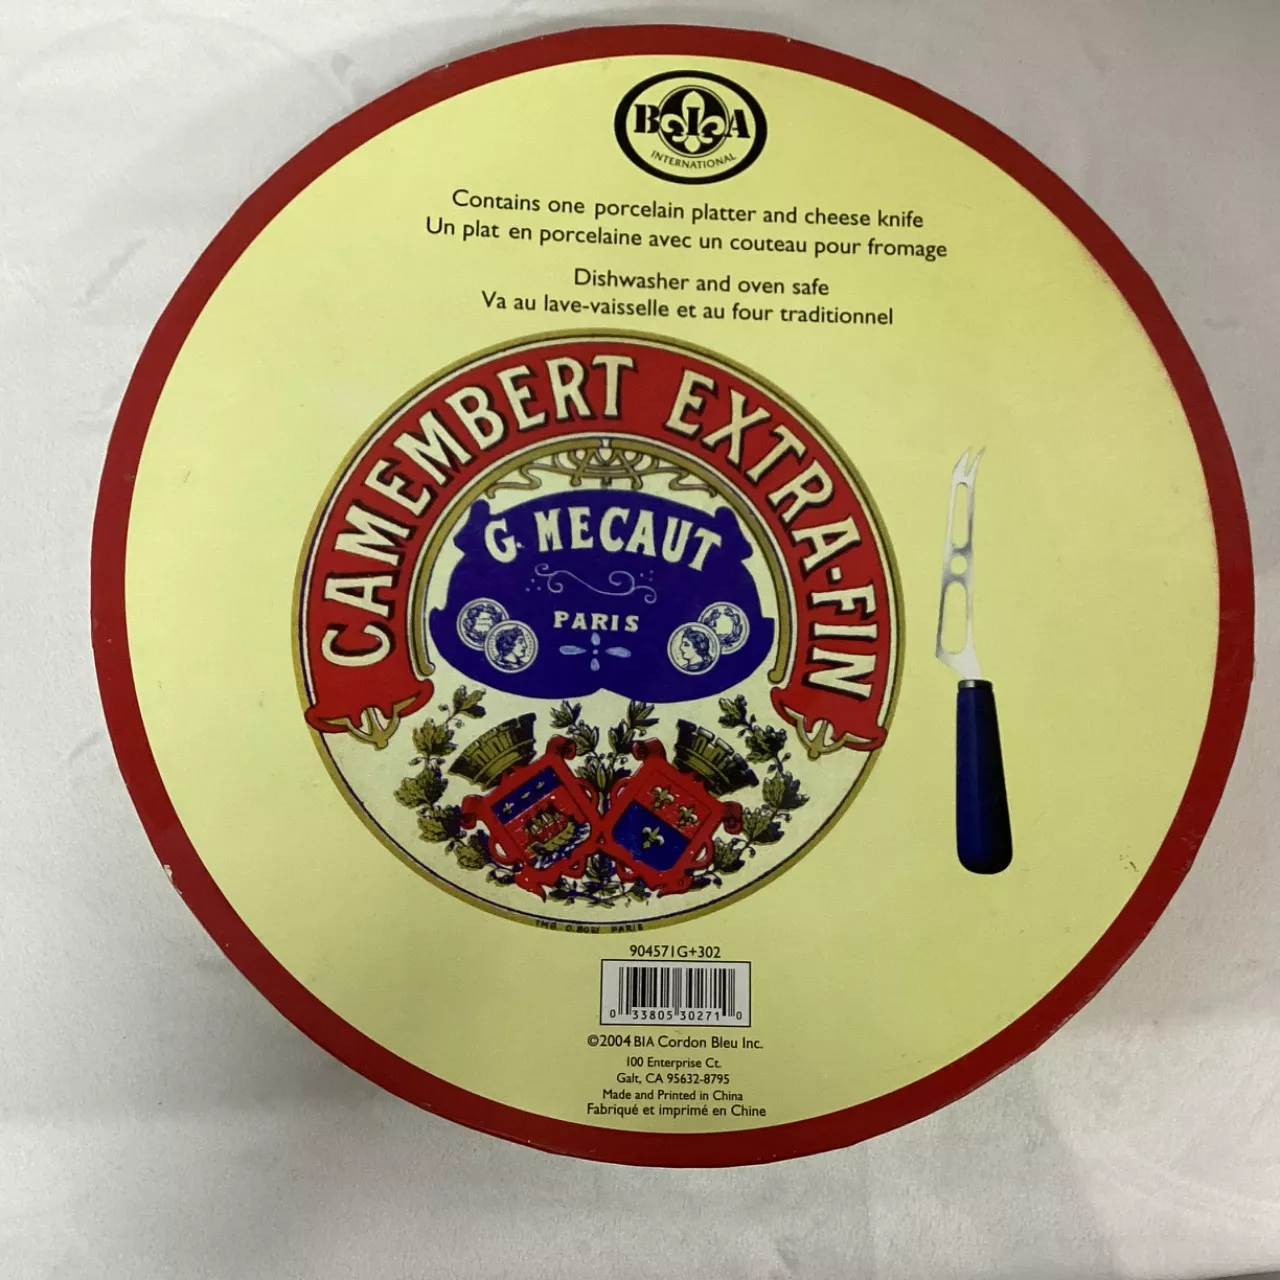 BIA
INTERNATIONAL
Contains one porcelain platter and cheese knife
Un plat en porcelaine avec un couteau pour fromage
Dishwasher and oven safe
Va au lave-vaisselle et au four traditionnel
CAMEMBERT EXTRA-FIN
G. MECAUT
PARIS
PARIS
904571G+302
0 33805 30271 0
©2004 BIA Cordon Bleu Inc.
100 Enterprise Ct.
Galt, CA 95632-8795
Made and Printed in China
Fabriqué et imprimé en Chine